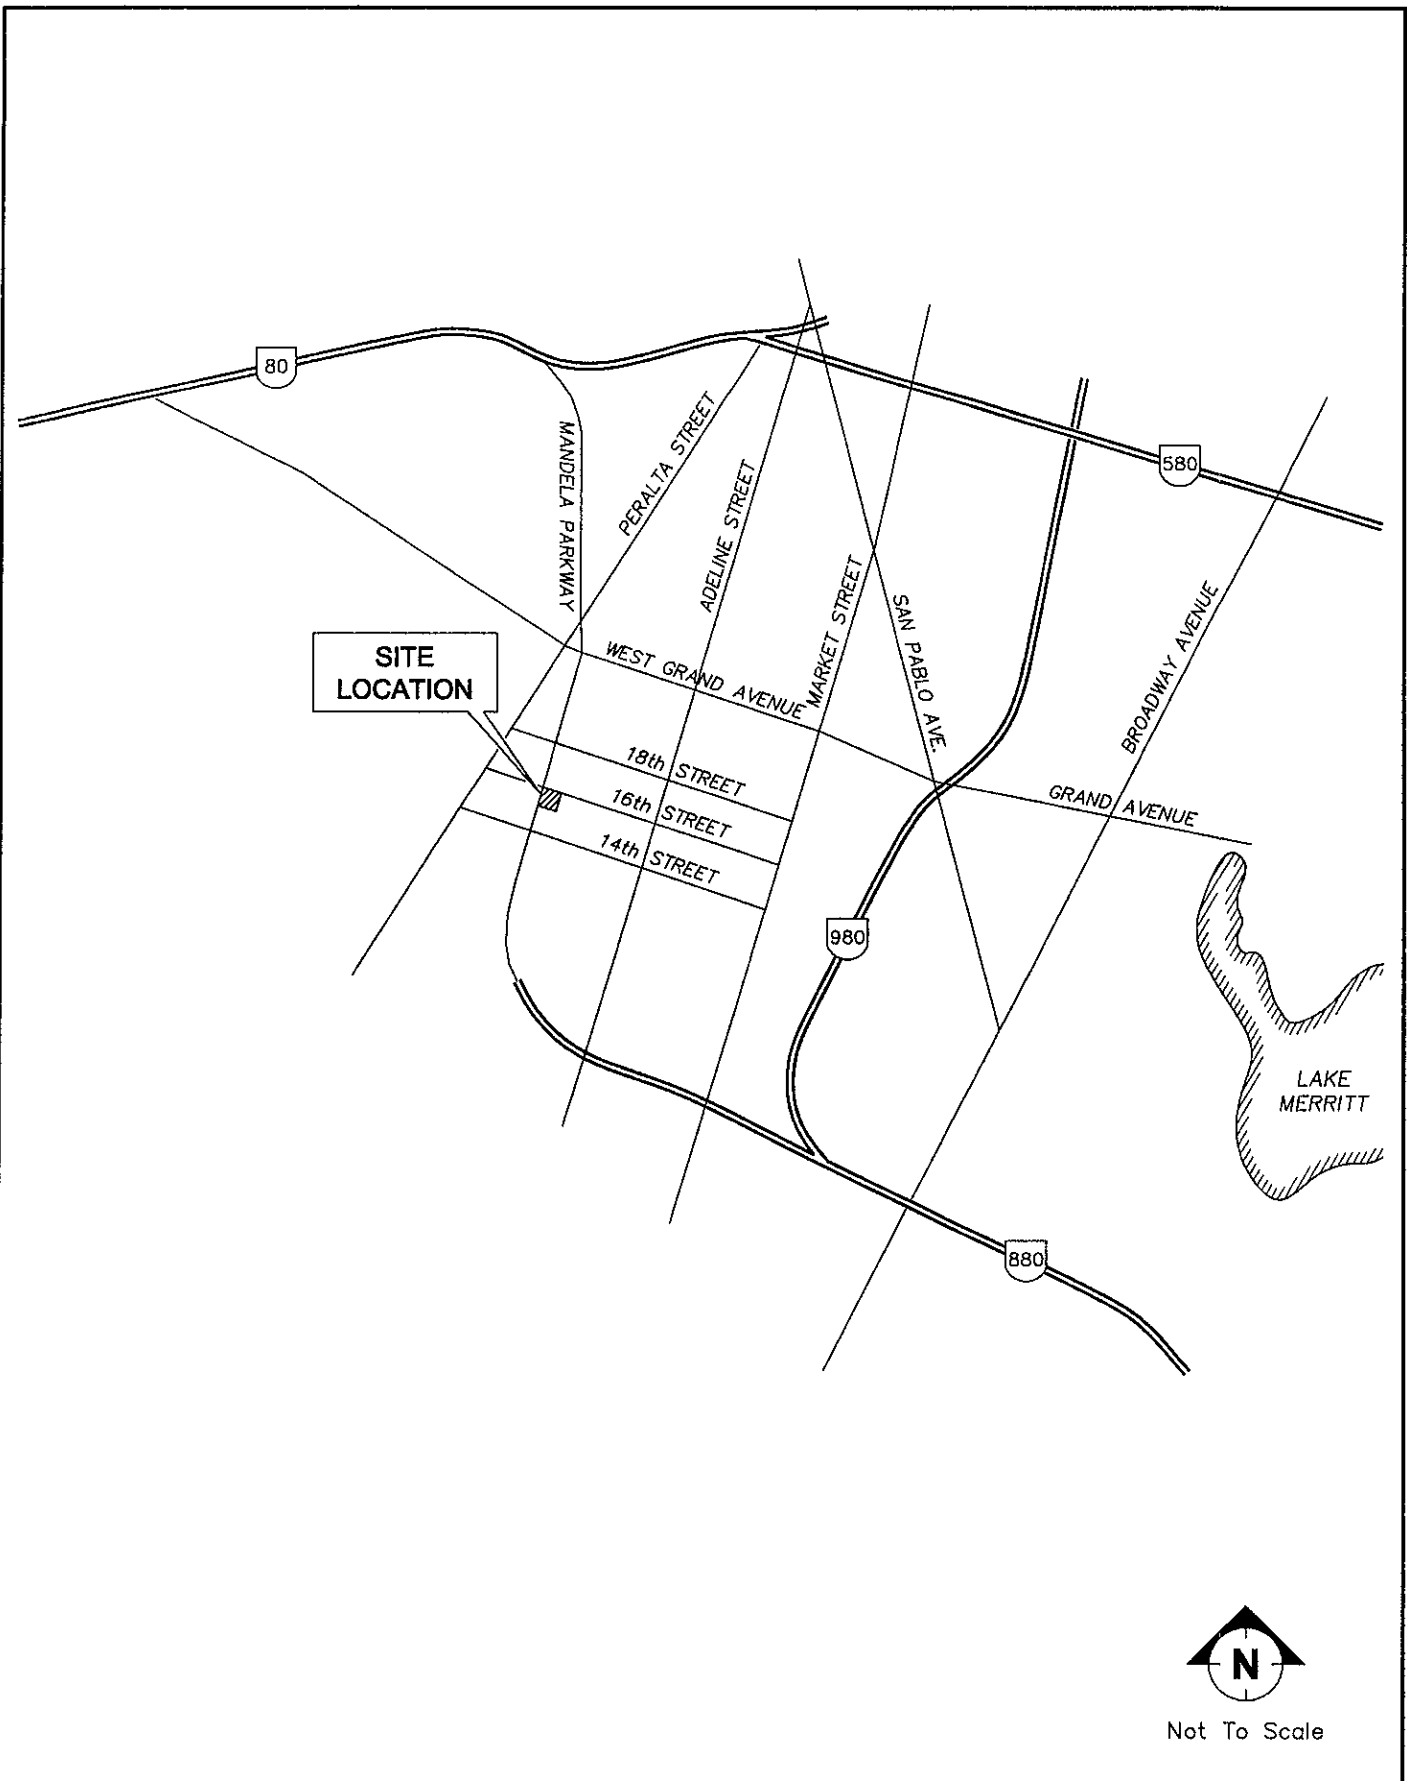 80
580
MANDELA PARKWAY
PERALTA STREET
ADELINE STREET
MARKET STREET
SAN PABLO AVE.
BROADWAY AVENUE
SITE
LOCATION
WEST GRAND AVENUE
GRAND AVENUE
18th STREET
16th STREET
14th STREET
980
LAKE
MERRITT
880
N
Not To Scale